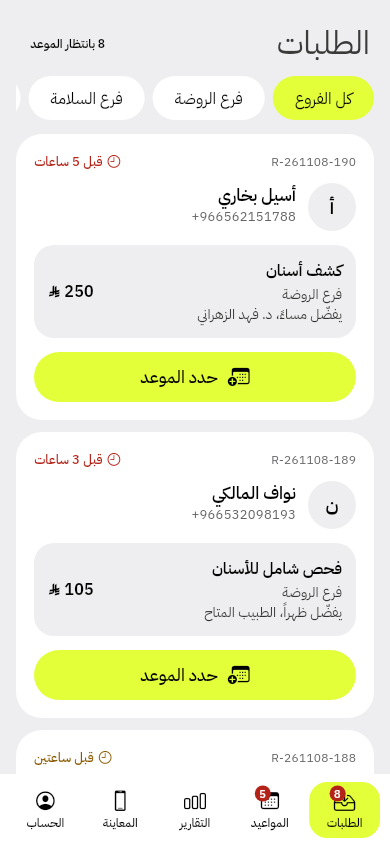 الطلبات
8 بانتظار الموعد
كل الفروع
فرع الروضة
فرع السلامة
R-261108-190
قبل 5 ساعات
أ
أسيل بخاري
+966562151788
كشف أسنان
فرع الروضة
يفضّل مساءً، د. فهد الزهراني
250 ⃁
حدد الموعد
R-261108-189
قبل 3 ساعات
ن
نواف المالكي
+966532098193
فحص شامل للأسنان
فرع الروضة
يفضّل ظهراً، الطبيب المتاح
105 ⃁
حدد الموعد
R-261108-188
قبل ساعتين
8
الطلبات
5
المواعيد
التقارير
المعاينة
الحساب